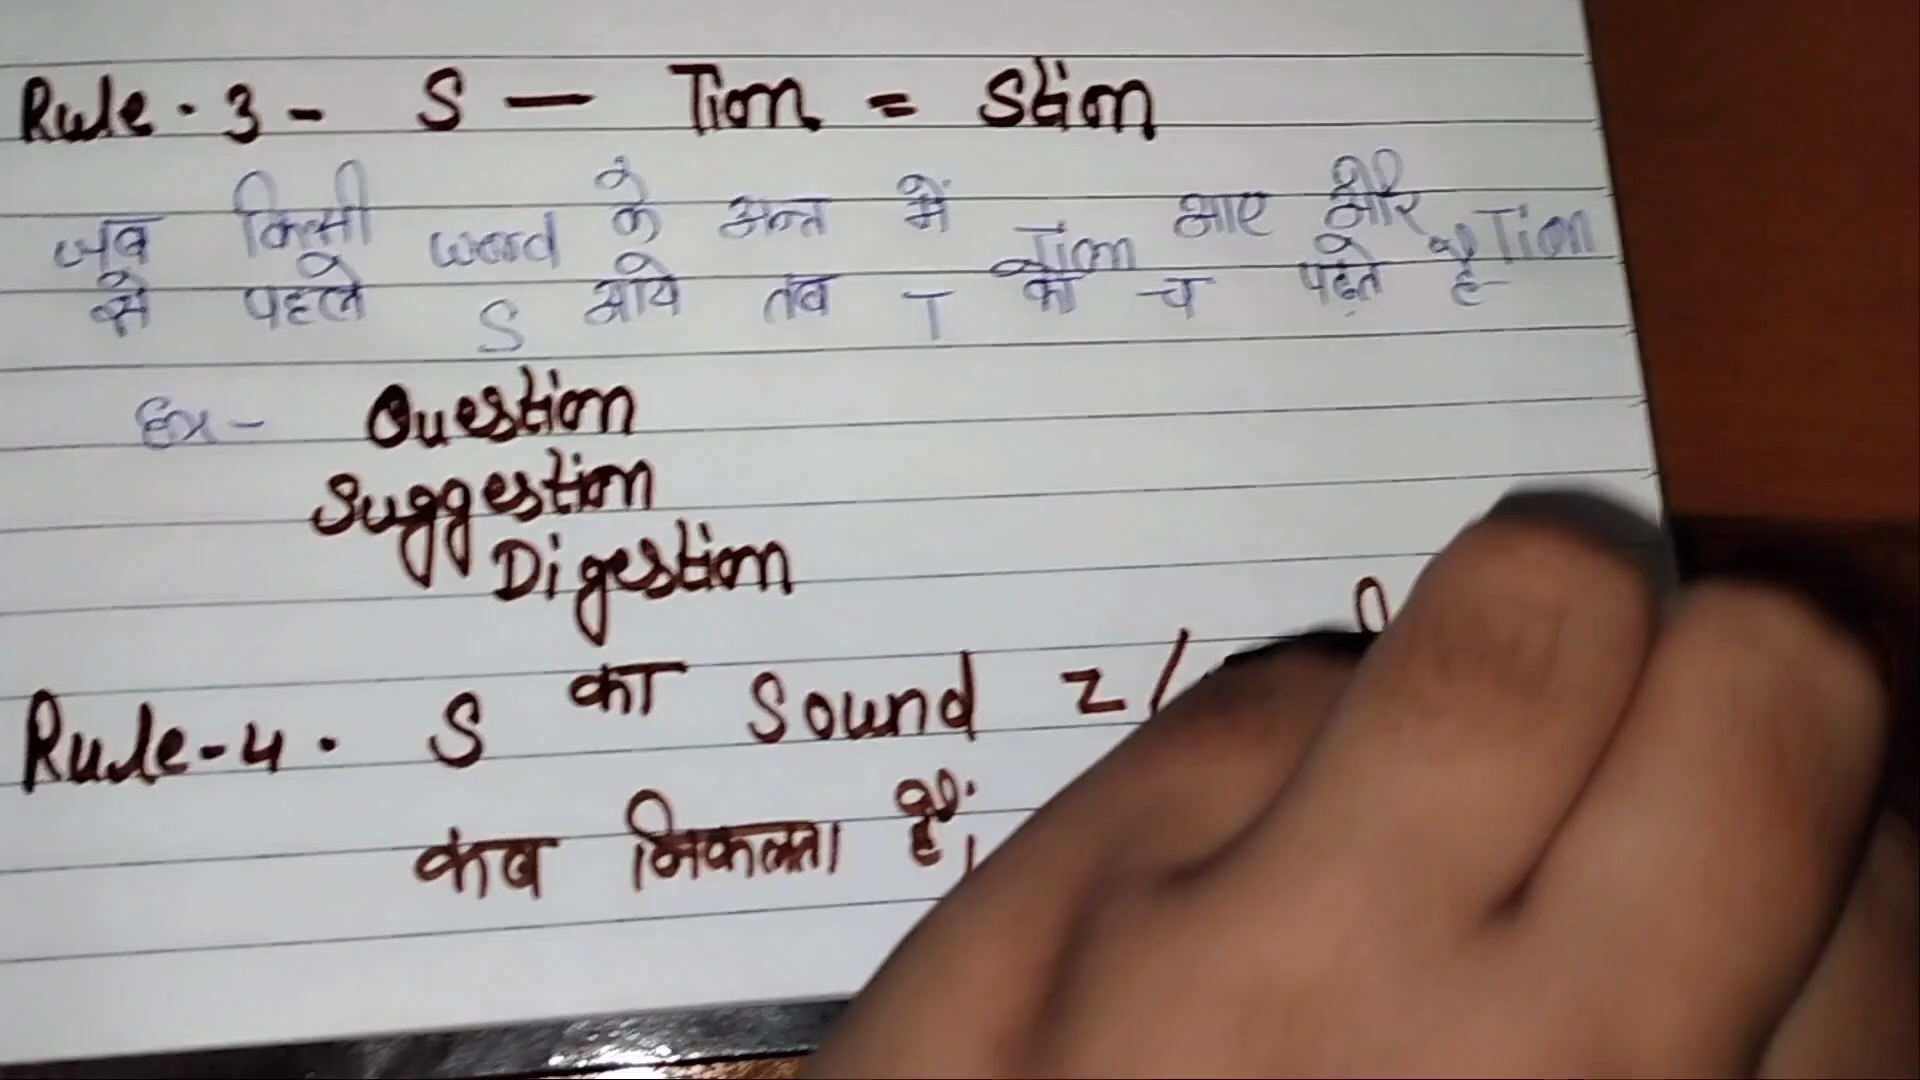 Rule. 3 - S — Tion = Stion
जब किसी word के अन्त में Tion आए और Tion
से पहले S आये तब T को च पढ़ते है
Ex- Question
Suggestion
Digestion
Rule-4. S का Sound z/
कब निकलता है,